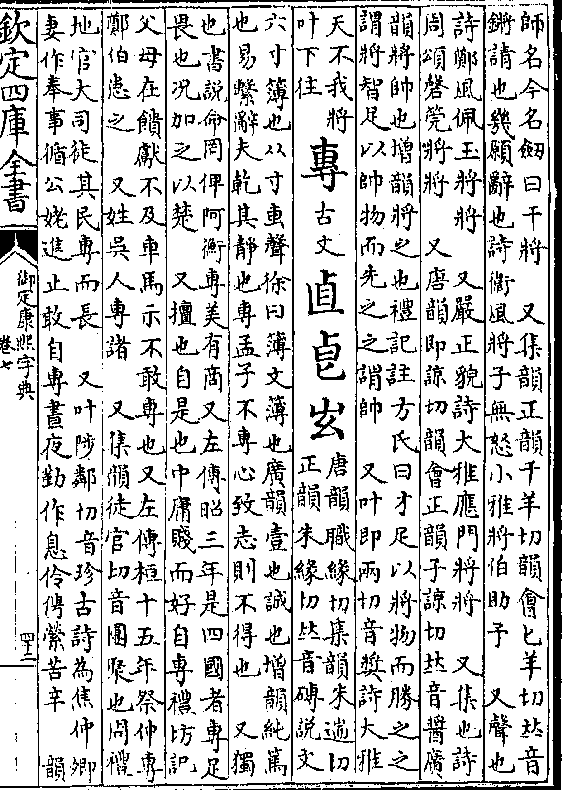 師名今名劒曰干將　又集韻正韻千羊切韻會七羊切𠀤音
鏘請也幾願辭也詩衞風將子無怒小雅將伯助予　又聲也
詩鄭風佩玉將將　又嚴正貌詩大雅應門將將　又集也詩
周頌磬筦將將　又唐韻即諒切韻會正韻子諒切𠀤音醬廣
韻將帥也增韻將之也禮記註方氏曰才足以將物而勝之之
謂將智足以帥物而先之之謂帥　又叶即兩切音奬詩大雅
天不我將
叶下往
專
古文
唐韻職緣切集韻朱遄切
正韻朱緣切𠀤音磚說文
六寸簿也从寸叀聲徐曰簿文簿也廣韻壹也誠也增韻純篤
也易繫辭夫乾其靜也專孟子不專心致志則不得也　又獨
也書說命罔俾阿衡專美有商又左傳昭三年是四國者專足
畏也况加之以楚　又擅也自是也中庸賤而好自專禮坊記
父母在饋獻不及車馬示不敢專也又左傳桓十五年祭仲專
鄭伯患之　又姓吳人專諸　又集韻徒官切音團聚也周禮
地官大司徒其民專而長　又叶陟鄰切音珍古詩為焦仲卿
妻作奉事循公姥進止敢自專晝夜勤作息伶俜縈苦辛　韻
欽定四庫全書
御定康熙字典
卷七
四十二